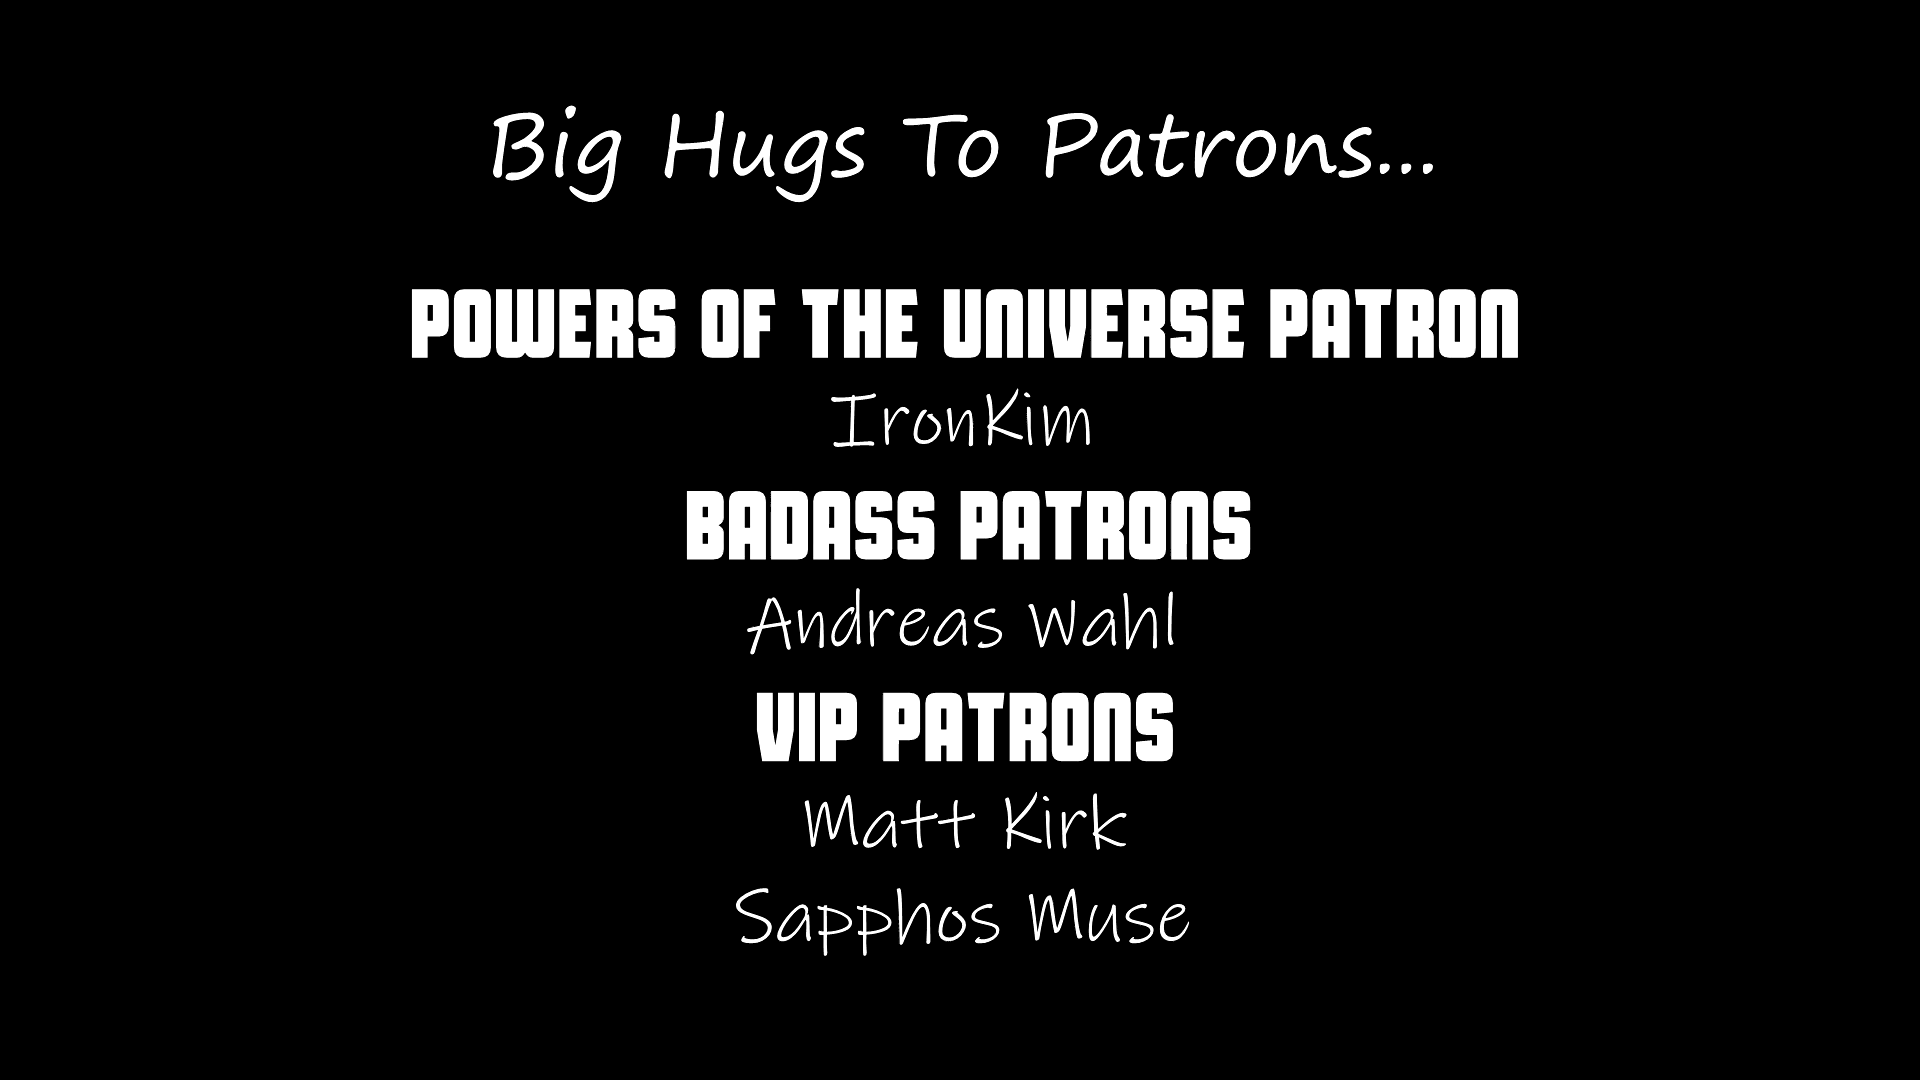 Big Hugs To Patrons...
POWERS OF THE UNIVERSE PATRON
IronKim
BADASS PATRONS
Andreas Wahl
VIP PATRONS
Matt Kirk
Sapphos Muse